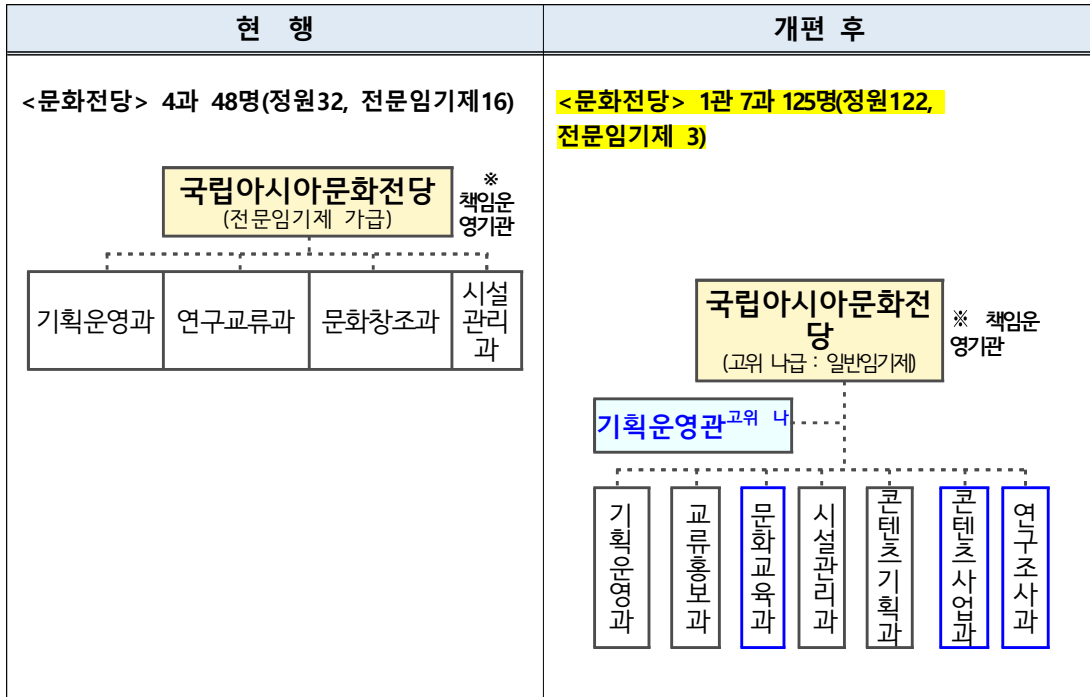 현 행
개편 후
<문화전당> 4과 48명(정원32, 전문임기제16)
국립아시아문화전당
(전문임기제 가급)
※
책임운
영기관
기획운영과
연구교류과
문화창조과
시설
관리
과
<문화전당> 1관 7과 125명(정원122,
전문임기제 3)
국립아시아문화전
당
(고위 나급 : 일반임기제)
※ 책임운
영기관
기획운영관고위 나
기획운영과
교류홍보과
문화교육과
시설관리과
콘텐츠기획과
콘텐츠사업과
연구조사과